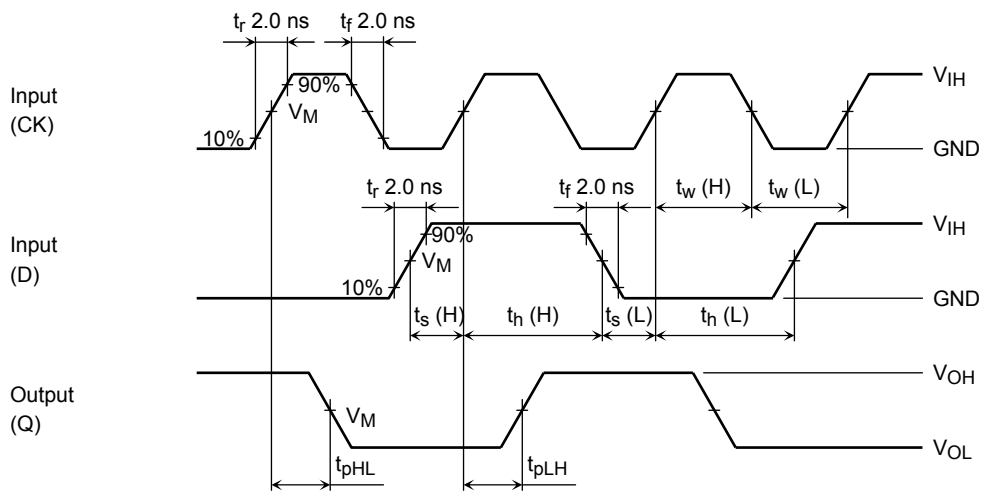 tr 2.0 ns tf 2.0 ns
Input
(CK)
90%
VM
10%
VIH
GND
tr 2.0 ns tf 2.0 ns tw (H) tw (L)
Input
(D)
90%
VM
10%
VIH
GND
ts (H) th (H) ts (L) th (L)
Output
(Q)
VM
VOH
VOL
tpHL tpLH